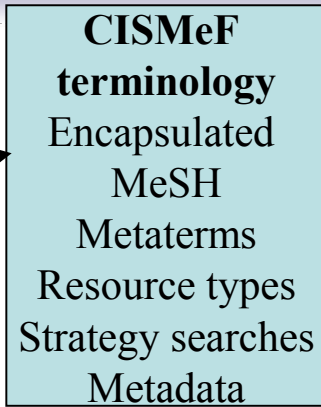 CISMeF
terminology
Encapsulated
MeSH
Metaterms
Resource types
Strategy searches
Metadata